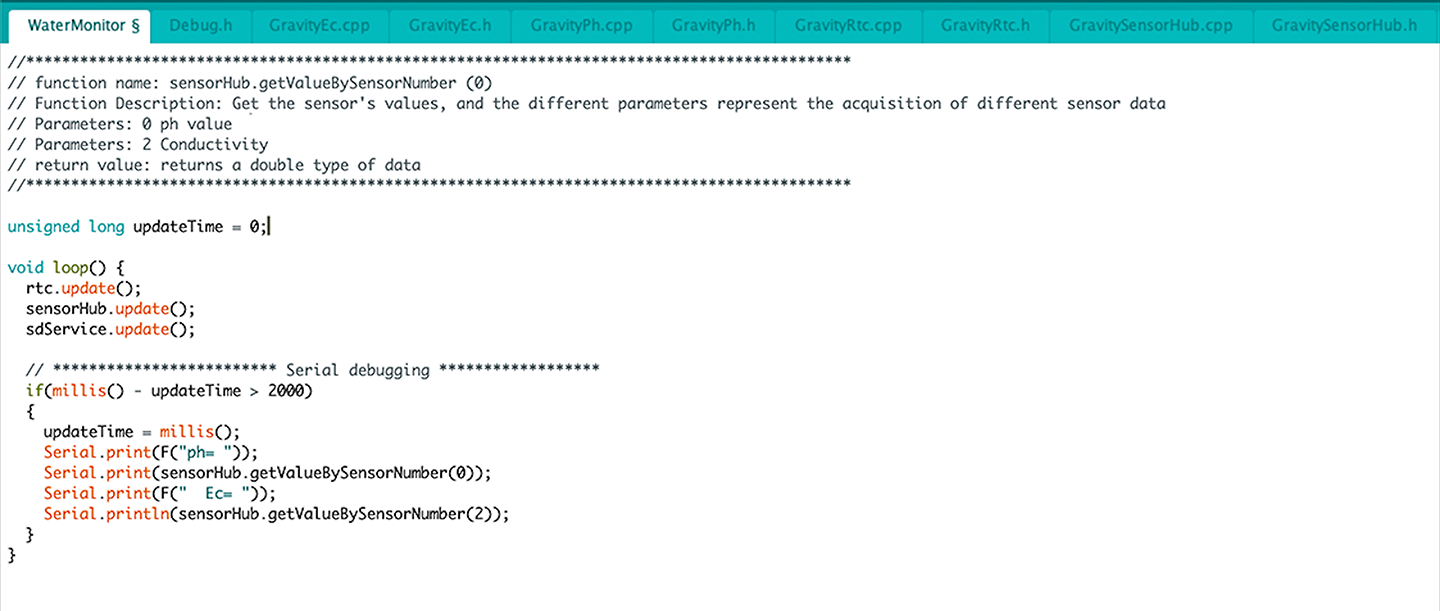 WaterMonitor § Debug.h GravityEc.cpp GravityEc.h GravityPh.cpp GravityPh.h GravityRtc.cpp GravityRtc.h GravitySensorHub.cpp GravitySensorHub.h
//********************************************************************************************
// function name: sensorHub.getValueBySensorNumber (0)
// Function Description: Get the sensor's values, and the different parameters represent the acquisition of different sensor data
// Parameters: 0 ph value
// Parameters: 2 Conductivity
// return value: returns a double type of data
//********************************************************************************************
unsigned long updateTime = 0;
void loop() {
  rtc.update();
  sensorHub.update();
  sdService.update();
  // ************************* Serial debugging ******************
  if(millis() - updateTime > 2000)
  {
    updateTime = millis();
    Serial.print(F("ph= "));
    Serial.print(sensorHub.getValueBySensorNumber(0));
    Serial.print(F("  Ec= "));
    Serial.println(sensorHub.getValueBySensorNumber(2));
  }
}